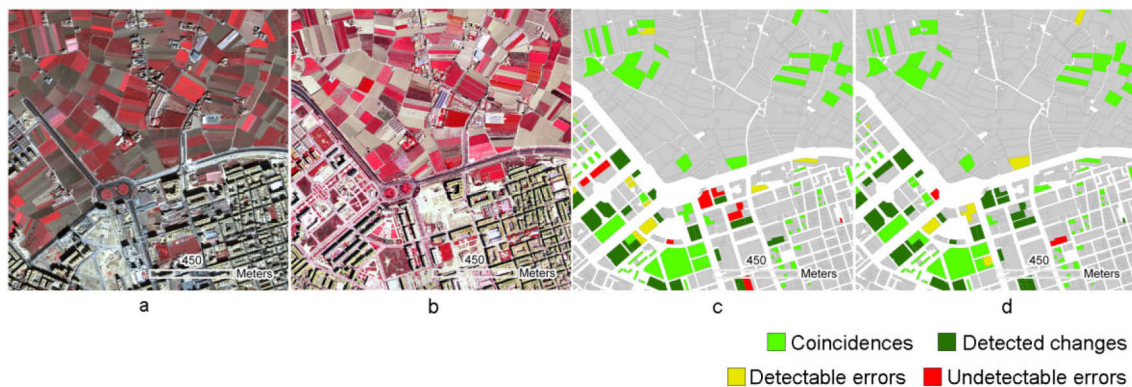 450
Meters
450
Meters
450
Meters
450
Meters
a
b
c
d
Coincidences
Detected changes
Detectable errors
Undetectable errors